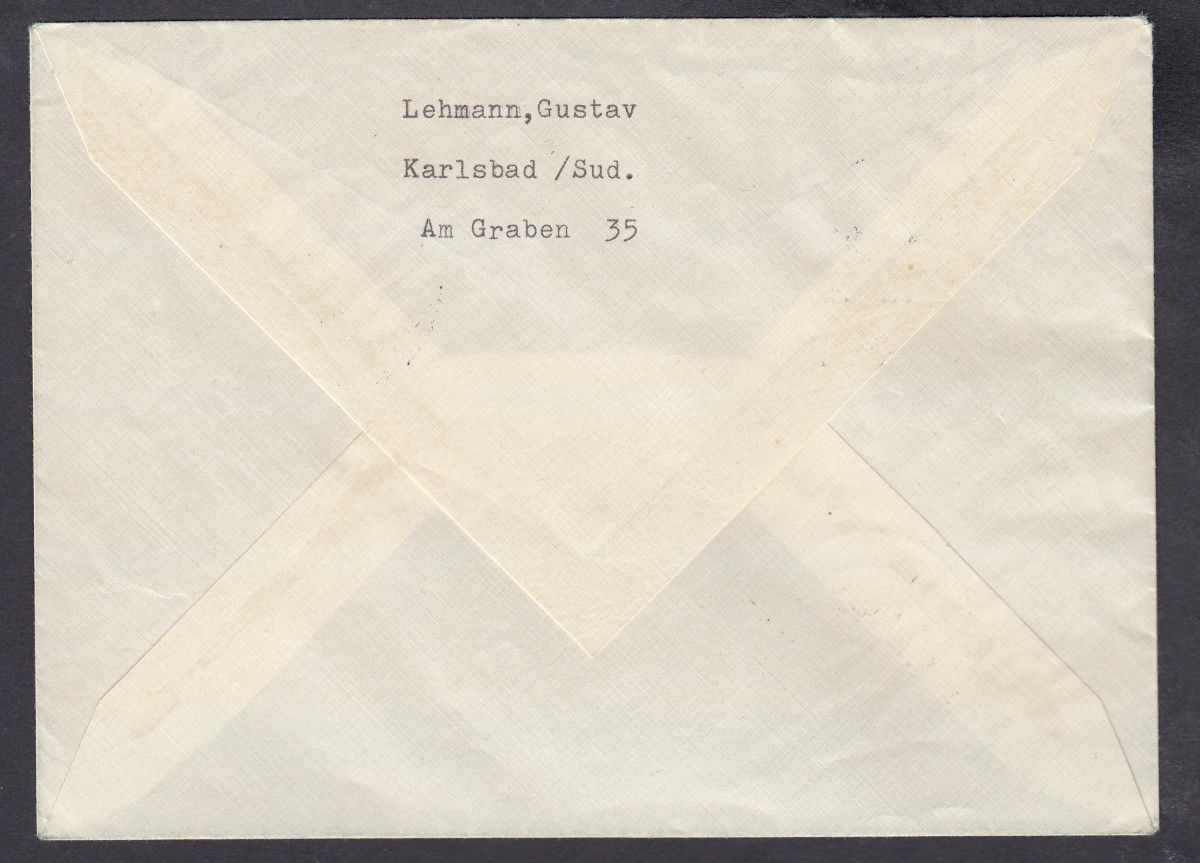 Lehmann,Gustav
Karlsbad /Sud.
Am Graben 35